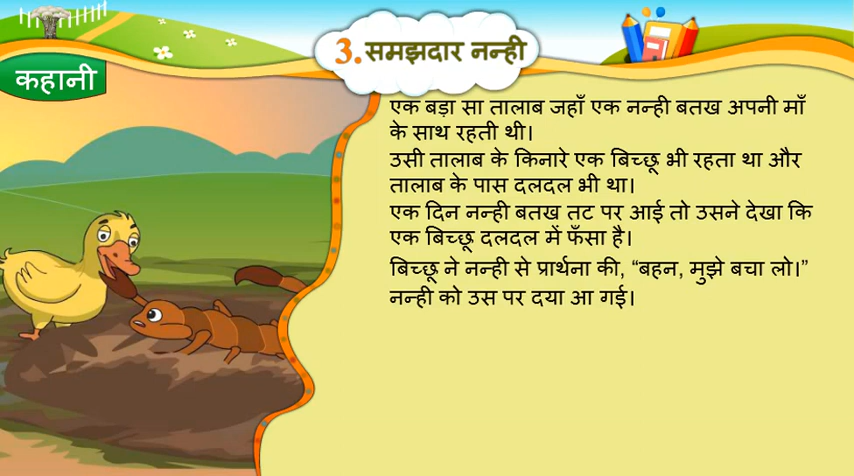 3. समझदार नन्ही
कहानी
एक बड़ा सा तालाब जहाँ एक नन्ही बतख अपनी माँ
के साथ रहती थी।
उसी तालाब के किनारे एक बिच्छू भी रहता था और
तालाब के पास दलदल भी था।
एक दिन नन्ही बतख तट पर आई तो उसने देखा कि
एक बिच्छू दलदल में फँसा है।
बिच्छू ने नन्ही से प्रार्थना की, “बहन, मुझे बचा लो।”
नन्ही को उस पर दया आ गई।